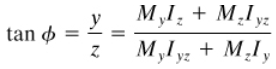 tan ϕ = y/z = (M_y I_z + M_z I_yz)/(M_y I_yz + M_z I_y)